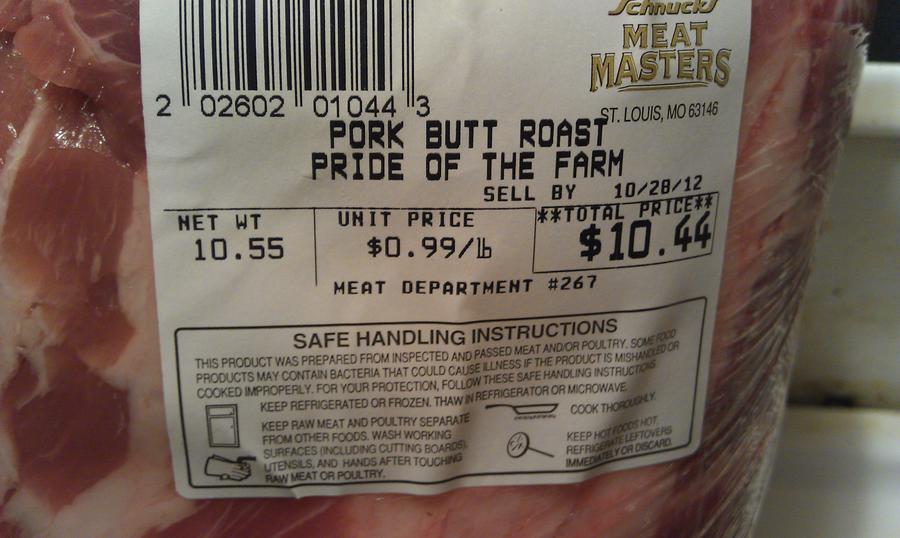 Schnucks
MEAT
MASTERS
ST. LOUIS, MO 63146
2 02602 01044 3
PORK BUTT ROAST
PRIDE OF THE FARM
SELL BY 10/28/12
NET WT
10.55
UNIT PRICE
$0.99/lb
**TOTAL PRICE**
$10.44
MEAT DEPARTMENT #267
SAFE HANDLING INSTRUCTIONS
THIS PRODUCT WAS PREPARED FROM INSPECTED AND PASSED MEAT AND/OR POULTRY. SOME FOOD
PRODUCTS MAY CONTAIN BACTERIA THAT COULD CAUSE ILLNESS IF THE PRODUCT IS MISHANDLED OR
COOKED IMPROPERLY. FOR YOUR PROTECTION, FOLLOW THESE SAFE HANDLING INSTRUCTIONS.
KEEP REFRIGERATED OR FROZEN. THAW IN REFRIGERATOR OR MICROWAVE.
KEEP RAW MEAT AND POULTRY SEPARATE
FROM OTHER FOODS. WASH WORKING
SURFACES (INCLUDING CUTTING BOARDS),
UTENSILS, AND HANDS AFTER TOUCHING
RAW MEAT OR POULTRY.
COOK THOROUGHLY.
KEEP HOT FOODS HOT.
REFRIGERATE LEFTOVERS
IMMEDIATELY OR DISCARD.